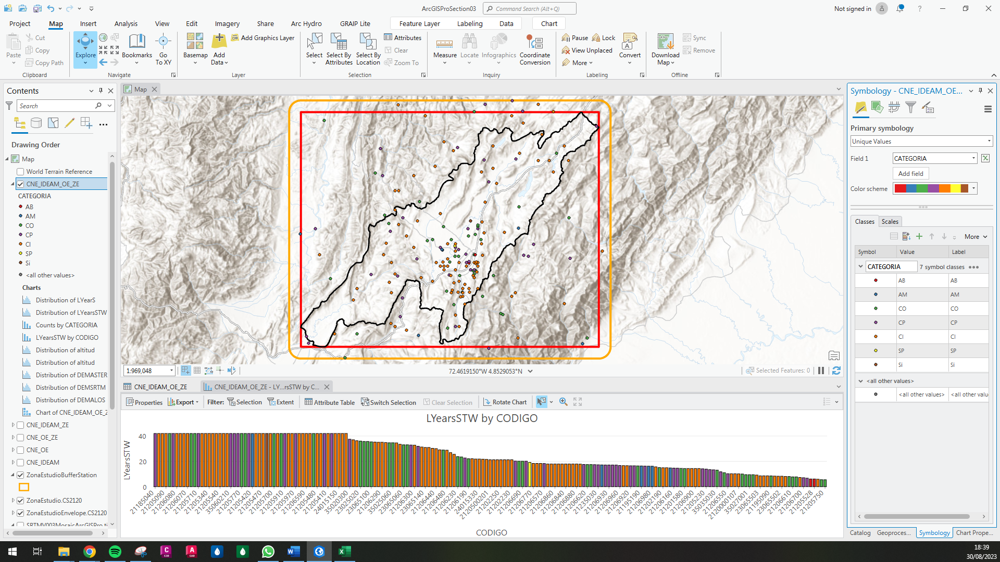 ArcGISProSection03
Command Search (Alt+Q)
Not signed in
Project Map Insert Analysis View Edit Imagery Share Arc Hydro GRAIP Lite Feature Layer Labeling Data Chart
Paste
Cut
Copy
Copy Path
Clipboard
Explore
Bookmarks
Go To XY
Navigate
Basemap
Add Data
Add Graphics Layer
Layer
Select
Select By Attributes
Select By Location
Attributes
Clear
Zoom To
Selection
Measure
Locate
Infographics
Coordinate Conversion
Inquiry
Pause
Lock
View Unplaced
More
Convert
Labeling
Download Map
Sync
Remove
Offline
Contents
Search
Drawing Order
Map
World Terrain Reference
CNE_IDEAM_OE_ZE
CATEGORIA
AB
AM
CO
CP
CI
SP
Si
<all other values>
Charts
Distribution of LYearS
Distribution of LYearsSTW
Counts by CATEGORIA
LYearsSTW by CODIGO
Distribution of altitud
Distribution of altitud
Distribution of DEMASTER
Distribution of DEMSRTM
Distribution of DEMALOS
Chart of CNE_IDEAM_OE_Z
CNE_IDEAM_ZE
CNE_OE_ZE
CNE_OE
CNE_IDEAM
ZonaEstudioBufferStation
ZonaEstudio.CS2120
ZonaEstudioEnvelope.CS2120
SRTMV003MosaicArcGISPro.ti
Map
1:969,048
72.4619150°W 4.8529053°N
Selected Features: 0
CNE_IDEAM_OE_ZE
CNE_IDEAM_OE_ZE - LY...rsSTW by C...
Properties Export Filter: Selection Extent Attribute Table Switch Selection Clear Selection Rotate Chart
LYearsSTW by CODIGO
LYearsSTW
40
20
0
21185040 21205090 21206080 21206070 21205710 21205340 21205540 35060210 21205770 21205420 21205470 21205700 21205910 21205970 21206590 21205480 21205410 24015150 35020300 33025020 23065100 21206290 35025060 23065060 21206300 23065140 21206440 21206480 21206230 21206190 24015330 2120500201 21202250 21202230 21206690 21206770 21206570 21206860 21206840 21206880 21206620 21235030 21206930 21206960 21206920 21195190 21206980 21202190 21206160 21201580 21206900 21205230 35035030 21206550 2120000107 35027001 23065503 21195090 23065502 21206610 21206700 21205528 21205750
CODIGO
Symbology - CNE_IDEAM_OE...
Primary symbology
Unique Values
Field 1 CATEGORIA
Add field
Color scheme
Classes Scales
More
Symbol Value Label
CATEGORIA 7 symbol classes
AB AB
AM AM
CO CO
CP CP
CI CI
SP SP
Si Si
<all other values>
<all other values> <all other valu
Catalog Geoproces... Symbology Chart Prope...
18:39
30/08/2023